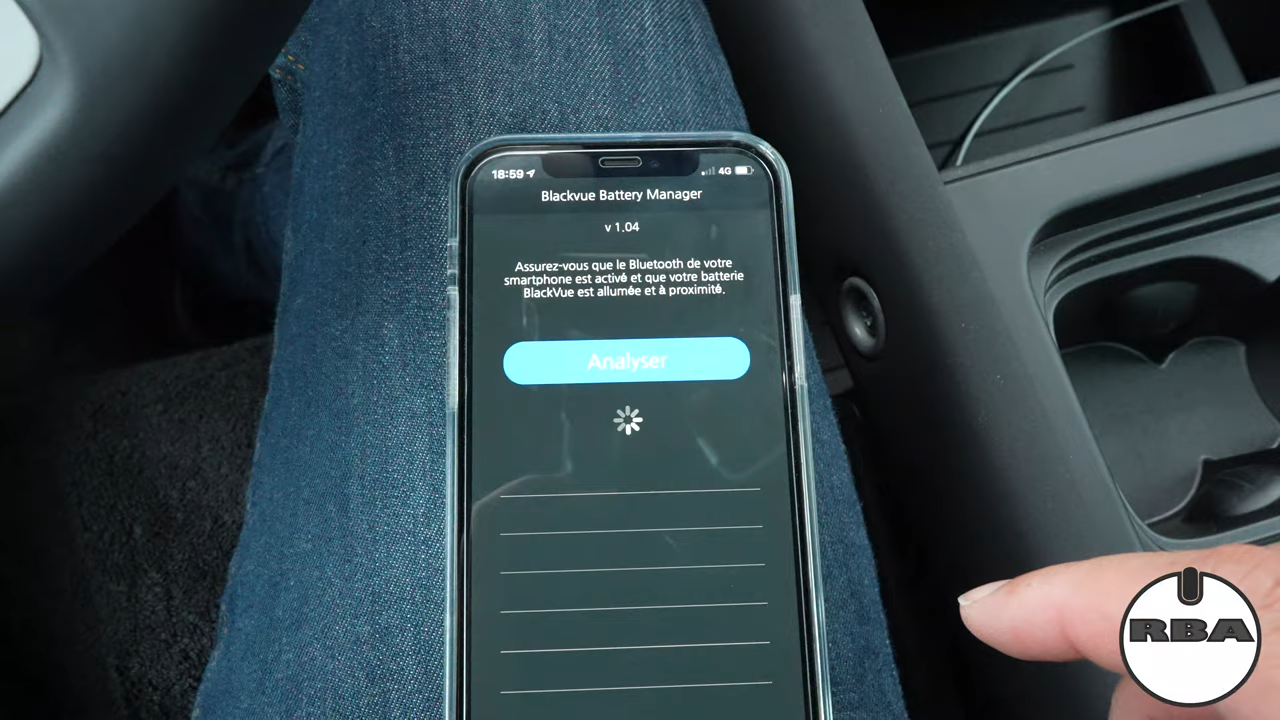 18:59
4G
Blackvue Battery Manager
v 1.04
Assurez-vous que le Bluetooth de votre
smartphone est activé et que votre batterie
BlackVue est allumée et à proximité.
Analyser
RBA